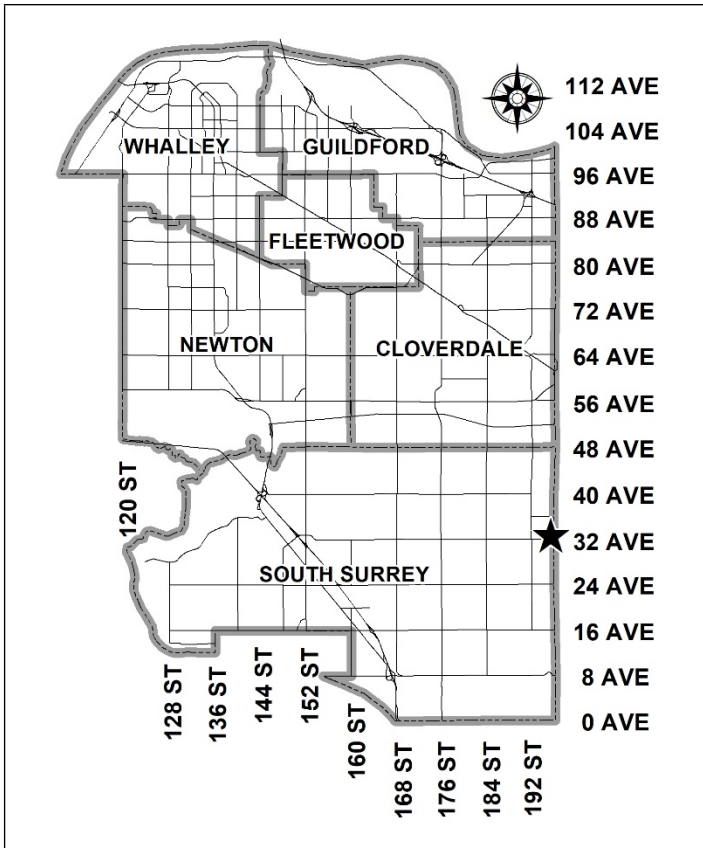 112 AVE
104 AVE
WHALLEY
GUILDFORD
96 AVE
88 AVE
FLEETWOOD
80 AVE
72 AVE
NEWTON
CLOVERDALE
64 AVE
56 AVE
48 AVE
120 ST
40 AVE
32 AVE
SOUTH SURREY
24 AVE
16 AVE
8 AVE
0 AVE
128 ST
136 ST
144 ST
152 ST
160 ST
168 ST
176 ST
184 ST
192 ST